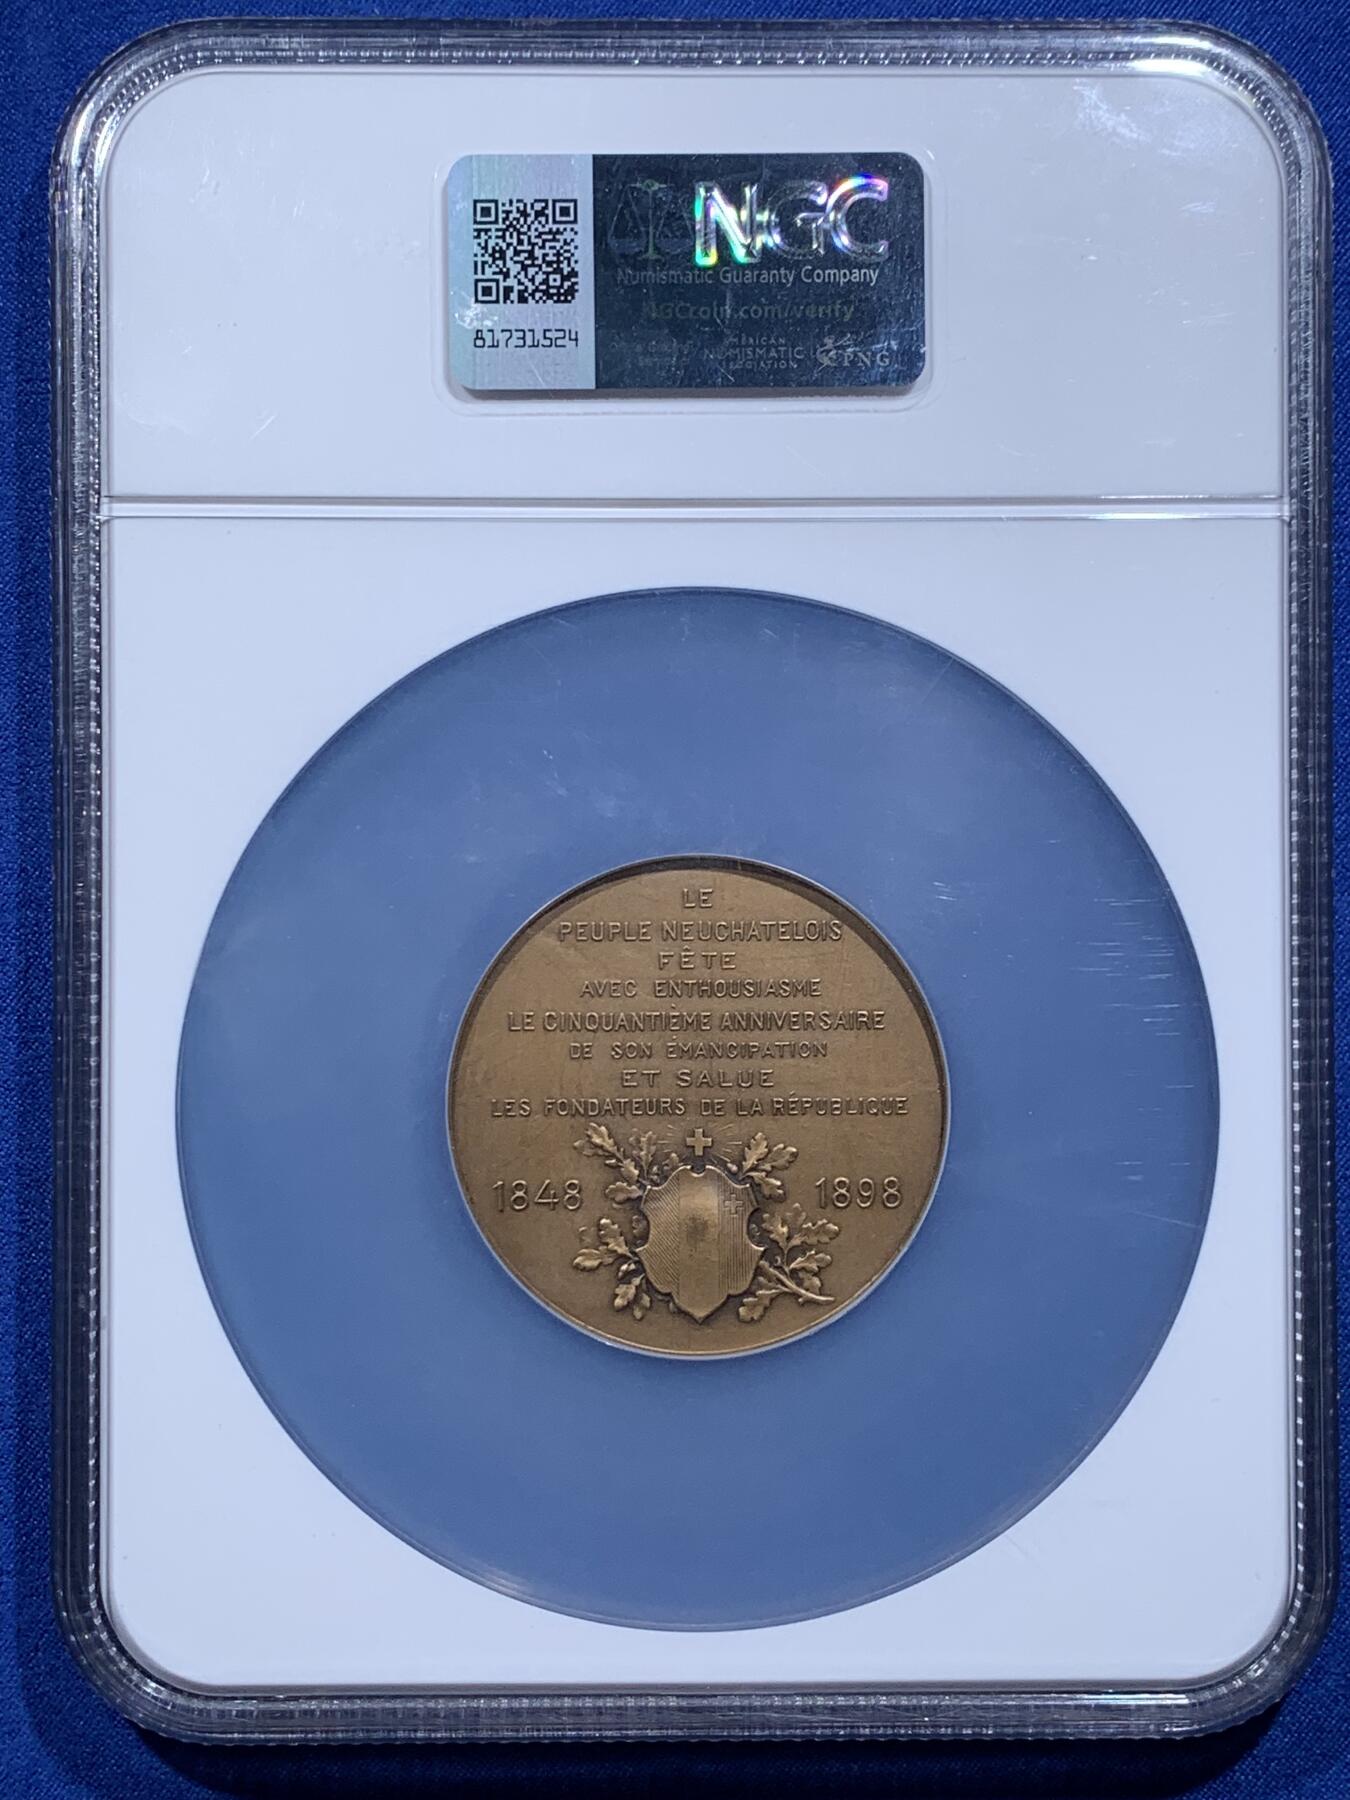 NGC
Numismatic Guaranty Company
NGCcoin.com/verify
81731524
AMERICAN
NUMISMATIC
ASSOCIATION
PNG
LE
PEUPLE NEUCHATELOIS
FÊTE
AVEC ENTHOUSIASME
LE CINQUANTIÈME ANNIVERSAIRE
DE SON ÉMANCIPATION
ET SALUE
LES FONDATEURS DE LA RÉPUBLIQUE
1848 1898